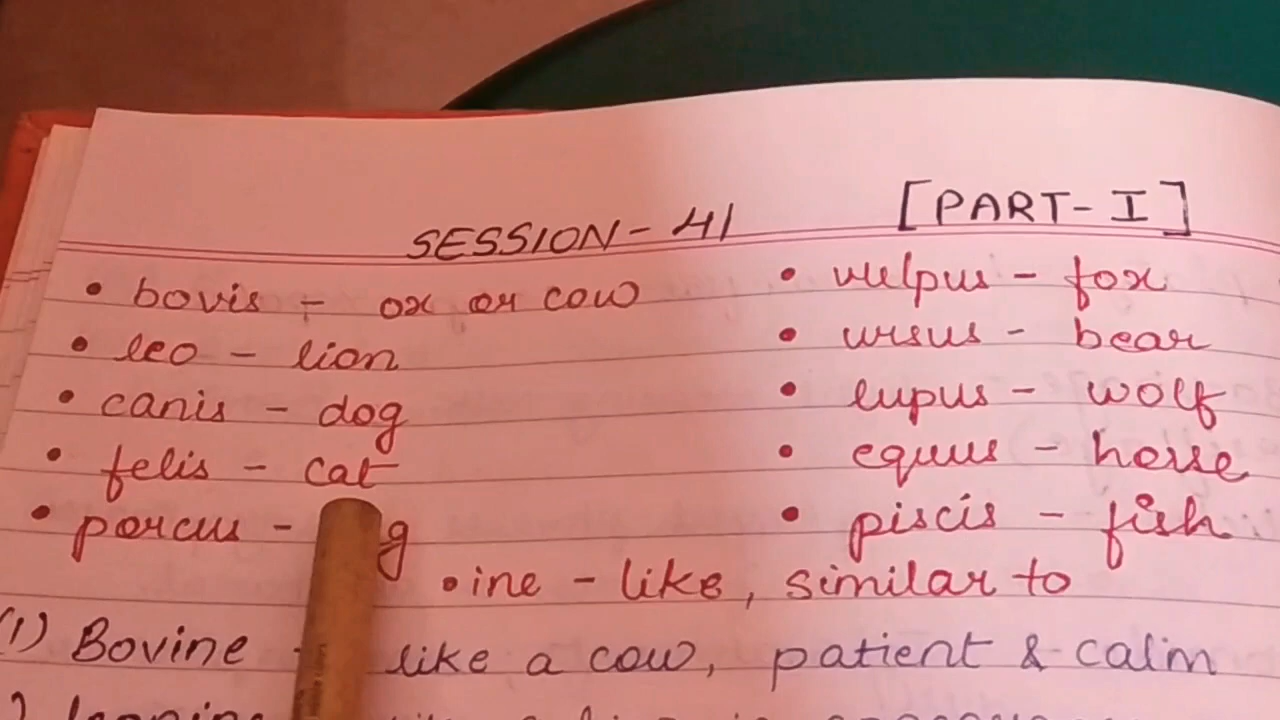 SESSION - 41 [PART - I]
• bovis - ox or cow
• leo - lion
• canis - dog
• felis - cat
• porcus -
• vulpus - fox
• ursus - bear
• lupus - wolf
• equus - horse
• piscis - fish
• ine - like, similar to
(1) Bovine - like a cow, patient & calm